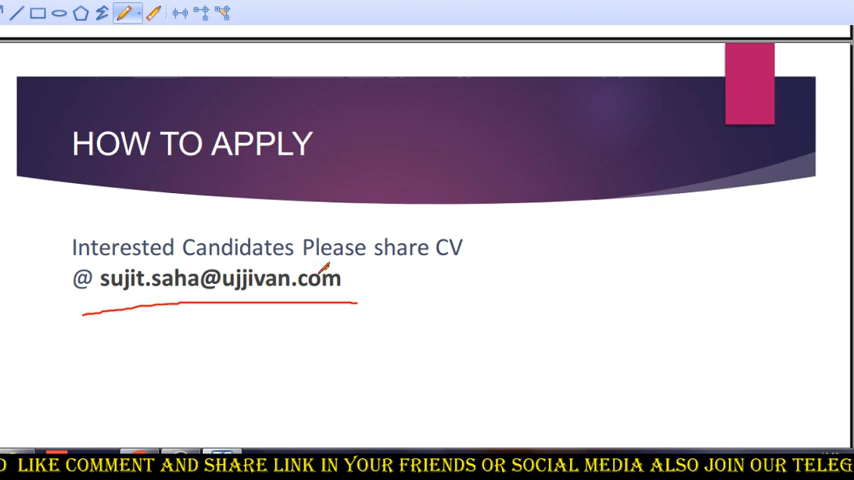 HOW TO APPLY
Interested Candidates Please share CV
@ sujit.saha@ujjivan.com
LIKE COMMENT AND SHARE LINK IN YOUR FRIENDS OR SOCIAL MEDIA ALSO JOIN OUR